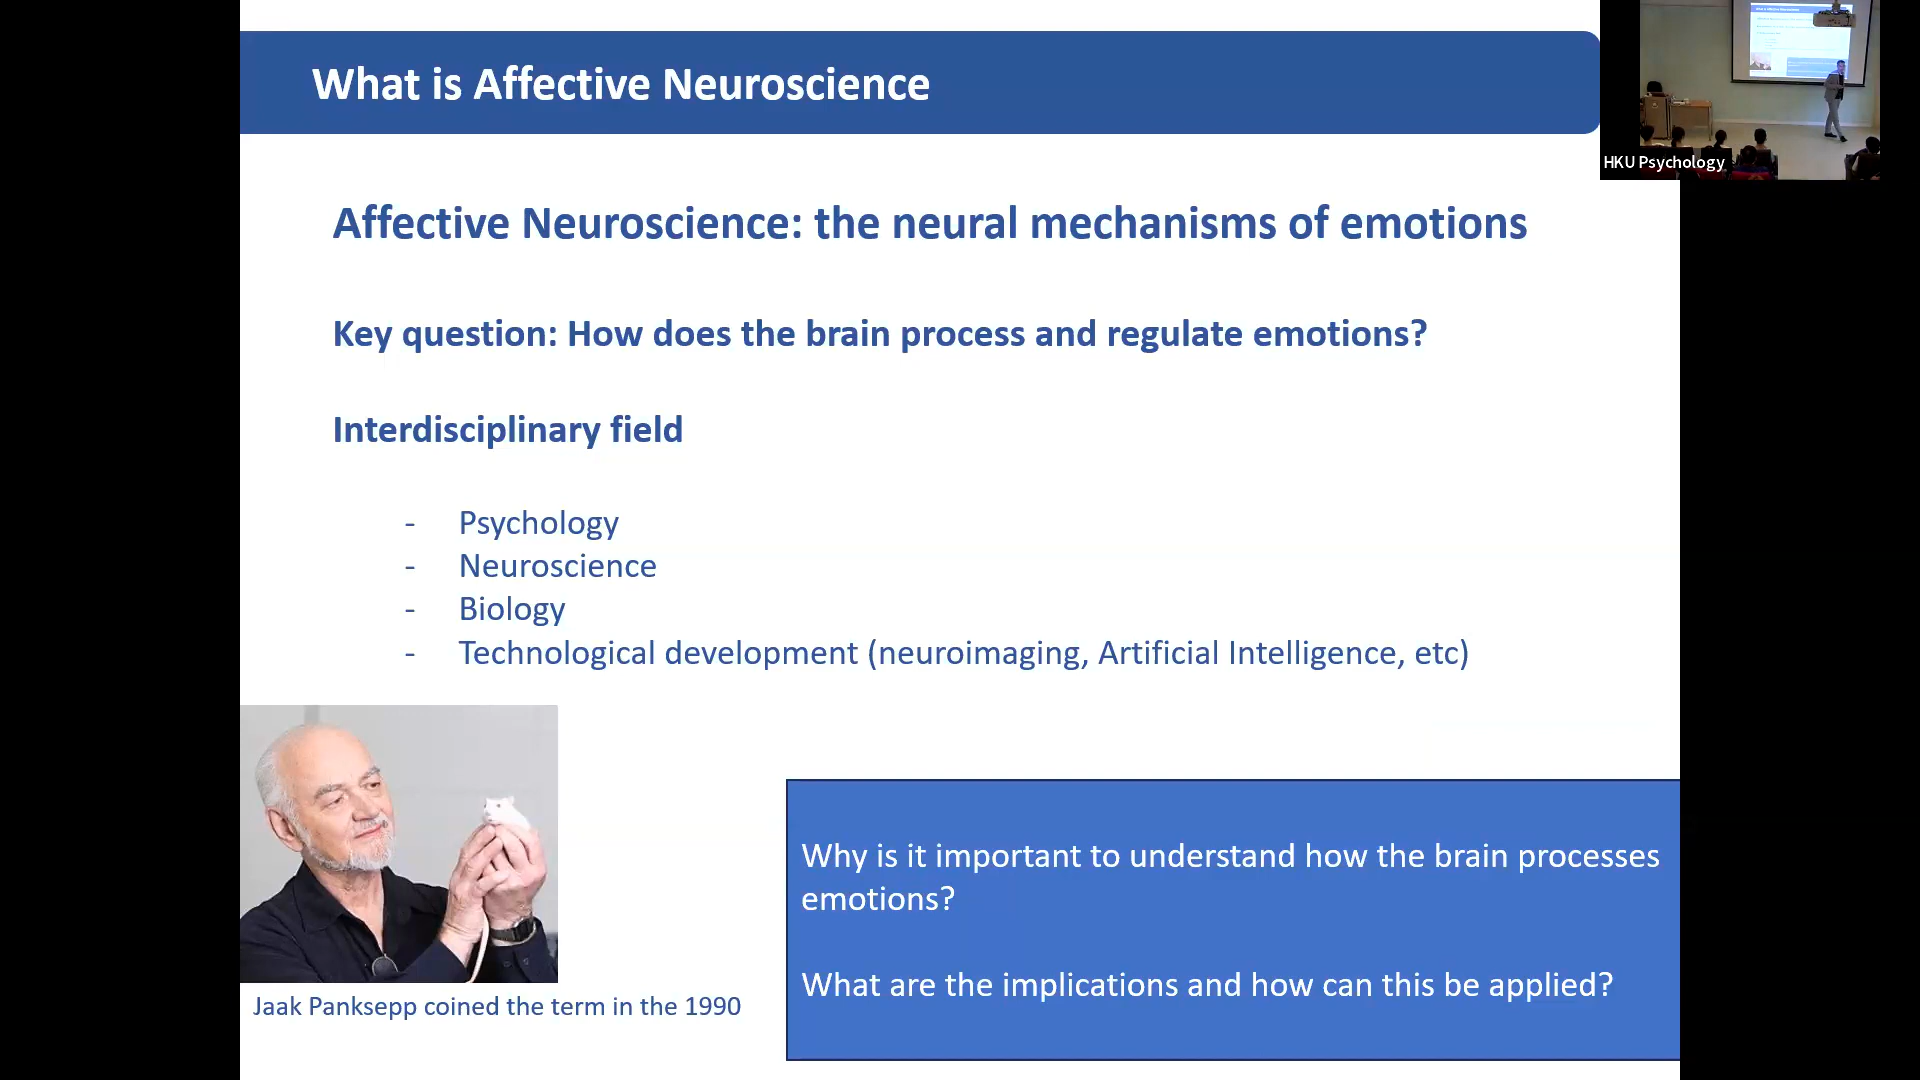 What is Affective Neuroscience
HKU Psychology
Affective Neuroscience: the neural mechanisms of emotions
Key question: How does the brain process and regulate emotions?
Interdisciplinary field
- Psychology
- Neuroscience
- Biology
- Technological development (neuroimaging, Artificial Intelligence, etc)
Why is it important to understand how the brain processes
emotions?
What are the implications and how can this be applied?
Jaak Panksepp coined the term in the 1990